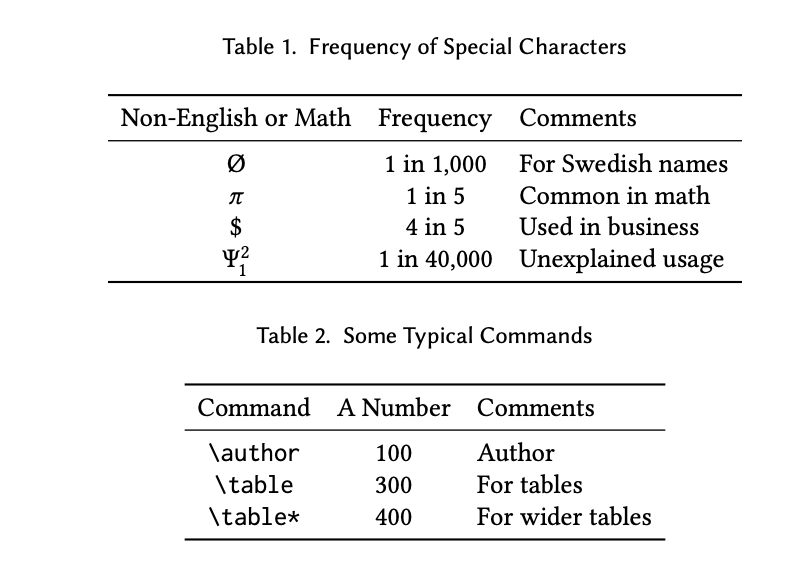 Table 1. Frequency of Special Characters
Non-English or Math Frequency Comments
Ø 1 in 1,000 For Swedish names
π 1 in 5 Common in math
$ 4 in 5 Used in business
Ψ²₁ 1 in 40,000 Unexplained usage
Table 2. Some Typical Commands
Command A Number Comments
\author 100 Author
\table 300 For tables
\table* 400 For wider tables